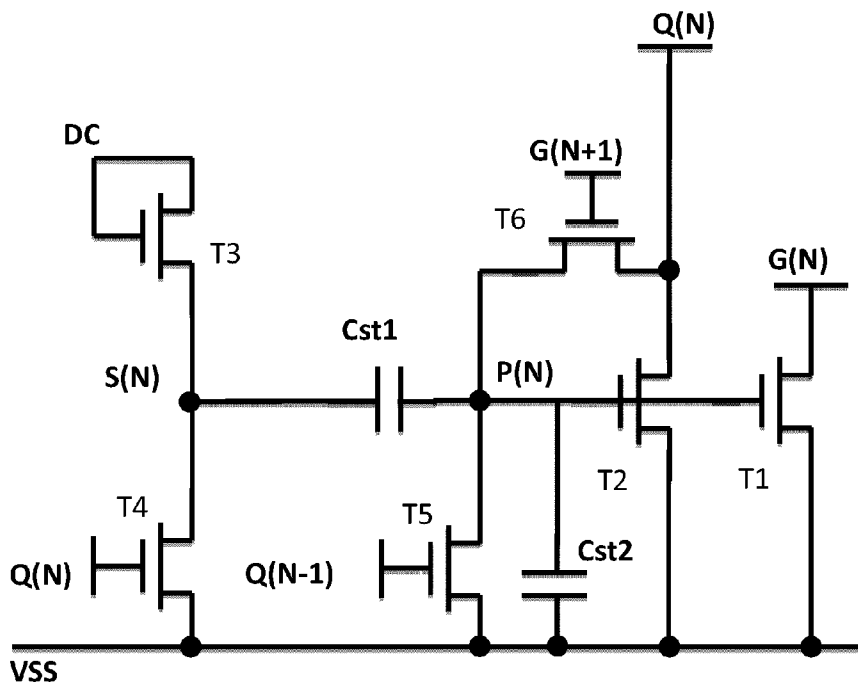 Q(N)
DC
G(N+1)
T6
T3
G(N)
Cst1
S(N)
P(N)
T2
T1
T4
T5
Cst2
Q(N)
Q(N-1)
VSS